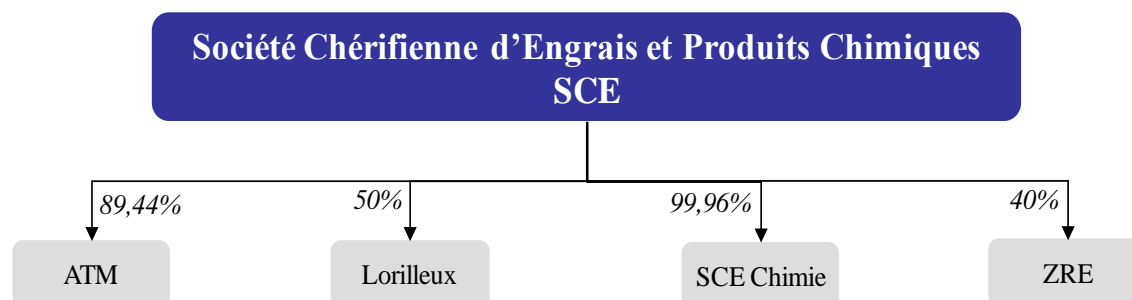 Société Chérifienne d’Engrais et Produits Chimiques
SCE
89,44%
50%
99,96%
40%
ATM
Lorilleux
SCE Chimie
ZRE